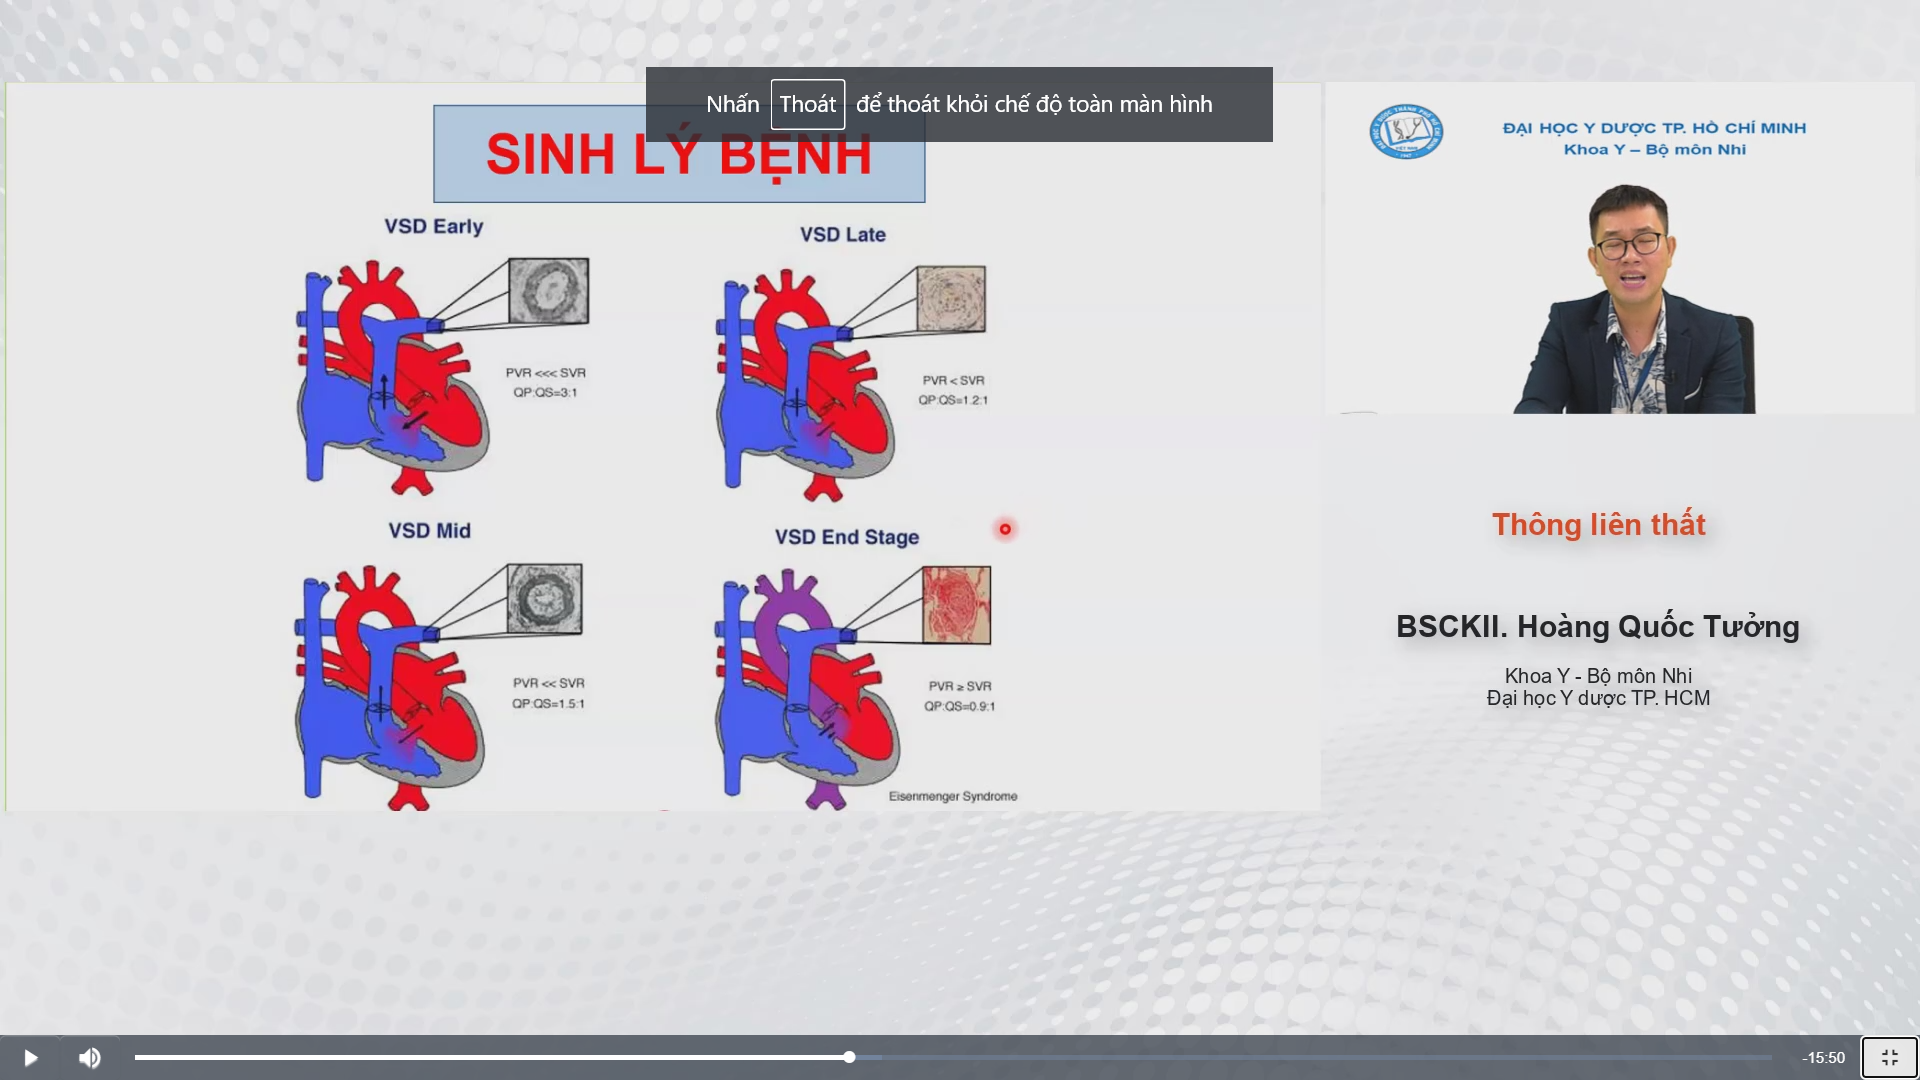 Nhấn Thoát để thoát khỏi chế độ toàn màn hình
SINH LÝ BỆNH
VSD Early
PVR <<< SVR
QP:QS=3:1
VSD Late
PVR < SVR
QP:QS=1.2:1
VSD Mid
PVR << SVR
QP:QS=1.5:1
VSD End Stage
PVR ≥ SVR
QP:QS=0.9:1
Eisenmenger Syndrome
ĐẠI HỌC Y DƯỢC TP. HỒ CHÍ MINH
Khoa Y – Bộ môn Nhi
Thông liên thất
BSCKII. Hoàng Quốc Tưởng
Khoa Y - Bộ môn Nhi
Đại học Y dược TP. HCM
-15:50